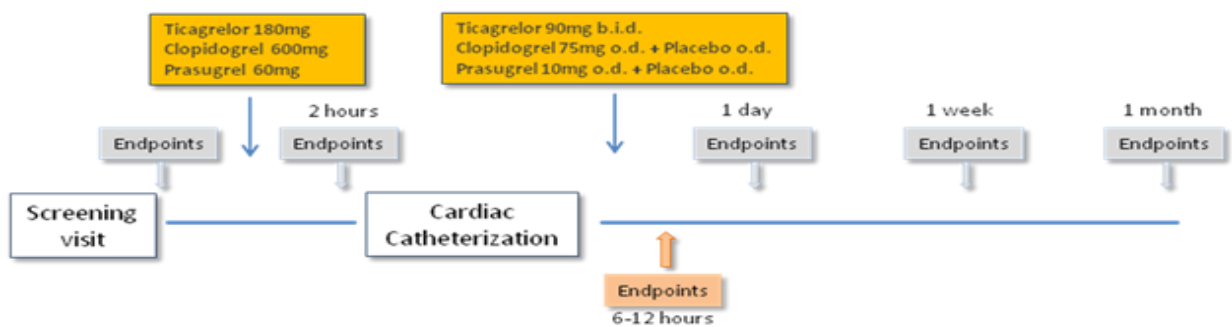 Ticagrelor 180mg
Clopidogrel 600mg
Prasugrel 60mg
Ticagrelor 90mg b.i.d.
Clopidogrel 75mg o.d. + Placebo o.d.
Prasugrel 10mg o.d. + Placebo o.d.
2 hours
1 day
1 week
1 month
Endpoints
Endpoints
Endpoints
Endpoints
Endpoints
Screening
visit
Cardiac
Catheterization
Endpoints
6-12 hours